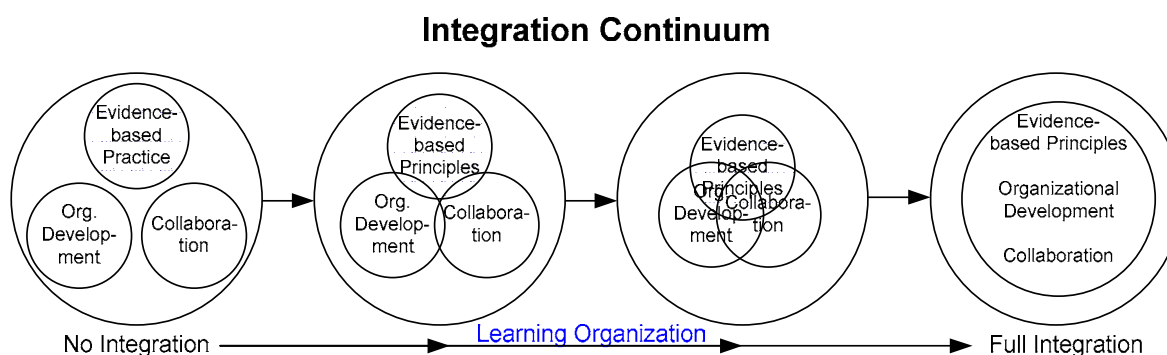 Integration Continuum
Evidence-
based
Practice
Org.
Develop-
ment
Collabora-
tion
Evidence-
based
Principles
Org.
Develop-
ment
Collabora-
tion
Evidence-
based
Principles
Org.
Develop-
ment
Collabora-
tion
Evidence-
based Principles
Organizational
Development
Collaboration
No Integration
Learning Organization
Full Integration